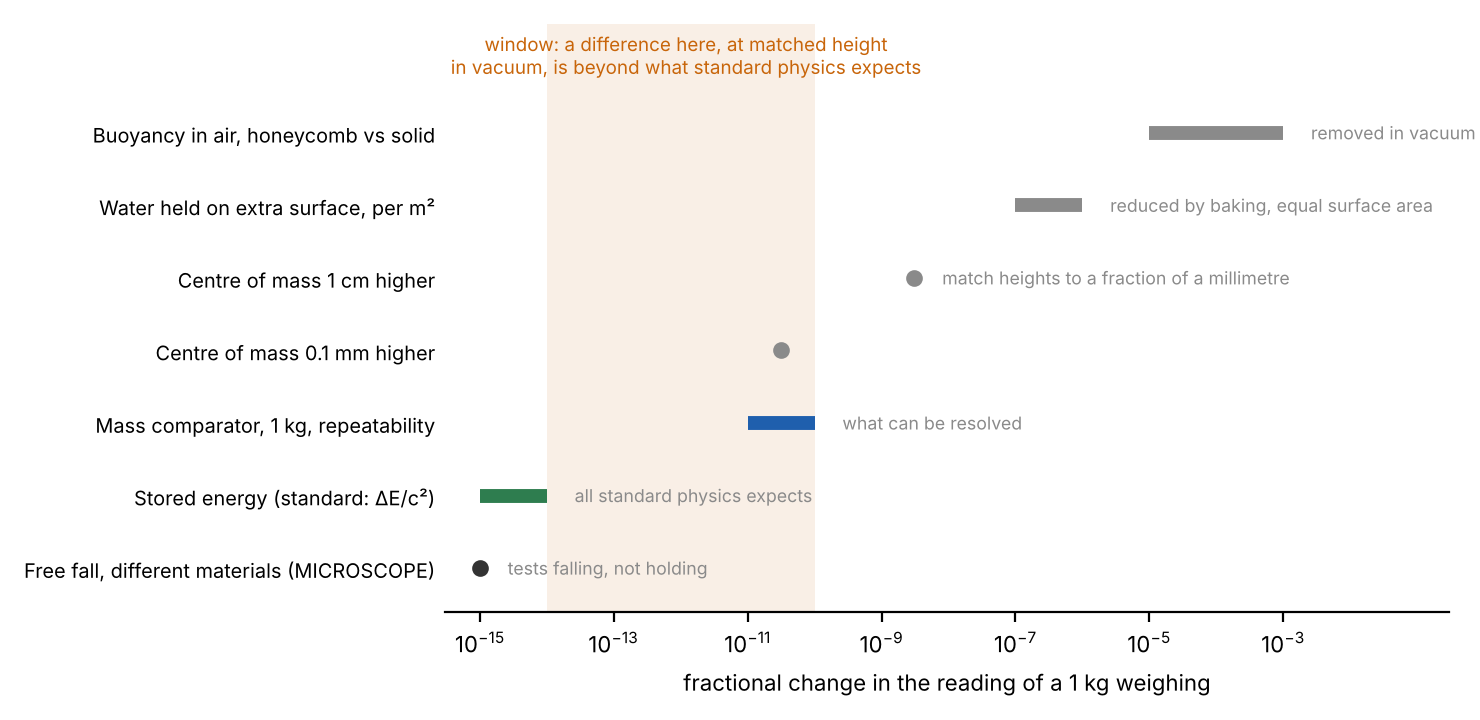 window: a difference here, at matched height
in vacuum, is beyond what standard physics expects
Buoyancy in air, honeycomb vs solid
removed in vacuum
Water held on extra surface, per m²
reduced by baking, equal surface area
Centre of mass 1 cm higher
match heights to a fraction of a millimetre
Centre of mass 0.1 mm higher
Mass comparator, 1 kg, repeatability
what can be resolved
Stored energy (standard: ΔE/c²)
all standard physics expects
Free fall, different materials (MICROSCOPE)
tests falling, not holding
10⁻¹⁵ 10⁻¹³ 10⁻¹¹ 10⁻⁹ 10⁻⁷ 10⁻⁵ 10⁻³
fractional change in the reading of a 1 kg weighing